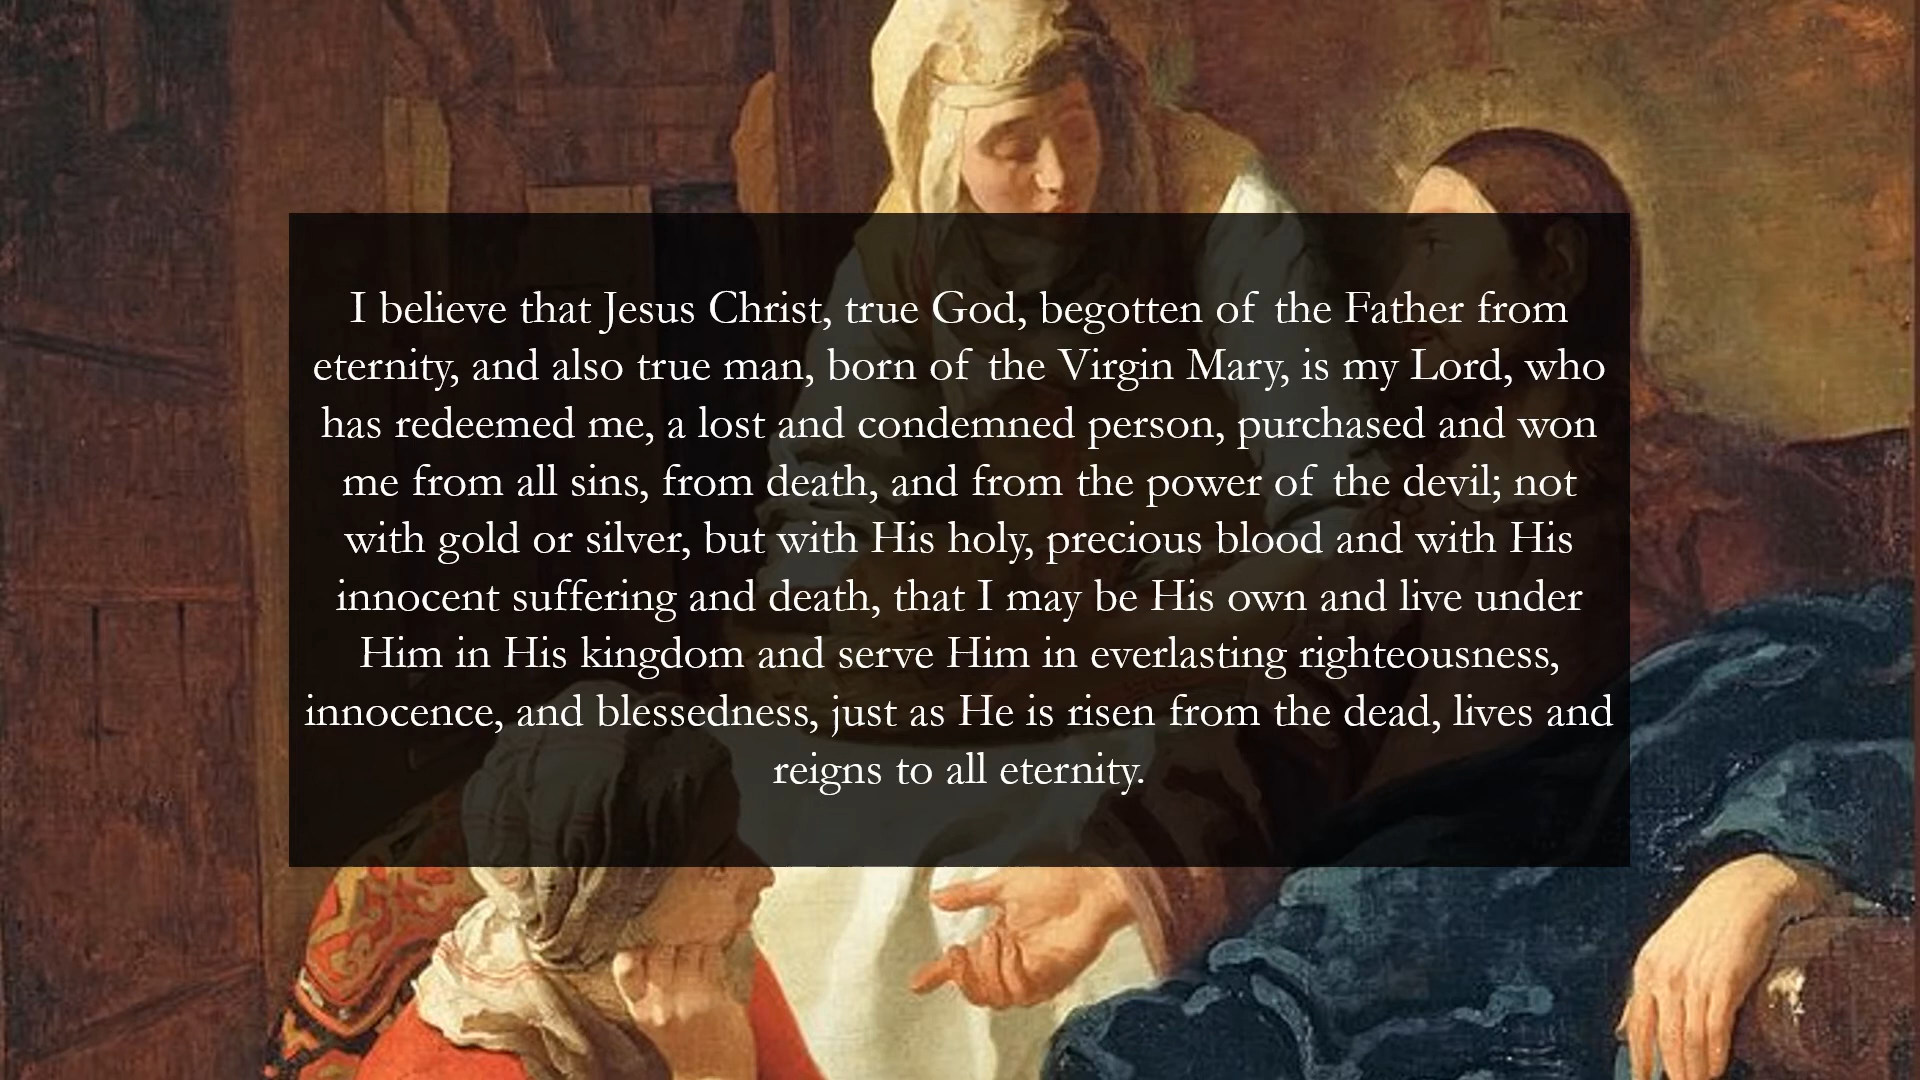 I believe that Jesus Christ, true God, begotten of the Father from
eternity, and also true man, born of the Virgin Mary, is my Lord, who
has redeemed me, a lost and condemned person, purchased and won
me from all sins, from death, and from the power of the devil; not
with gold or silver, but with His holy, precious blood and with His
innocent suffering and death, that I may be His own and live under
Him in His kingdom and serve Him in everlasting righteousness,
innocence, and blessedness, just as He is risen from the dead, lives and
reigns to all eternity.